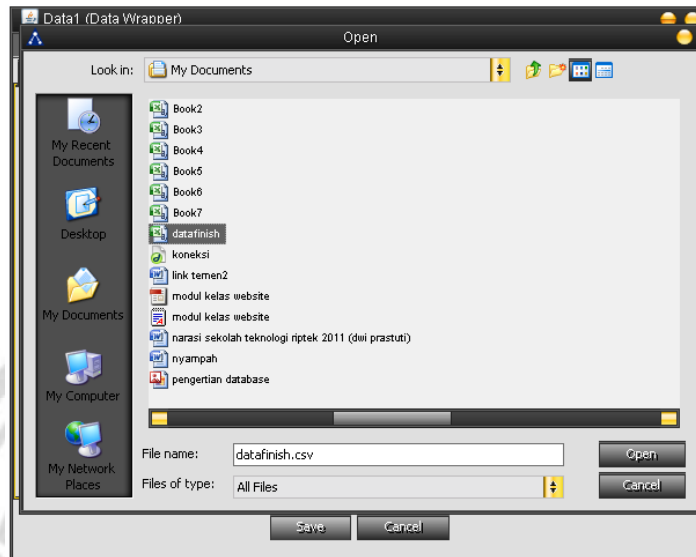 Data1 (Data Wrapper)
Open
Look in:
My Documents
My Recent
Documents
Desktop
My Documents
My Computer
My Network
Places
Book2
Book3
Book4
Book5
Book6
Book7
datafinish
koneksi
link temen2
modul kelas website
modul kelas website
narasi sekolah teknologi riptek 2011 (dwi prastuti)
nyampah
pengertian database
File name:
datafinish.csv
Open
Files of type:
All Files
Cancel
Save
Cancel